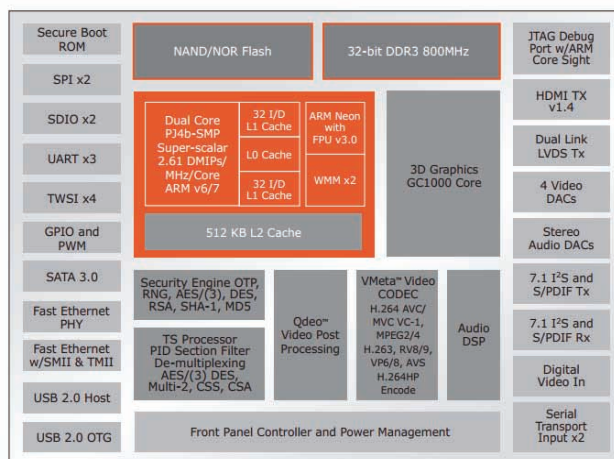 Secure Boot
ROM
SPI x2
SDIO x2
UART x3
TWSI x4
GPIO and
PWM
SATA 3.0
Fast Ethernet
PHY
Fast Ethernet
w/SMII & TMII
USB 2.0 Host
USB 2.0 OTG
NAND/NOR Flash
32-bit DDR3 800MHz
Dual Core
PJ4b-SMP
Super-scalar
2.61 DMIPs/
MHz/Core
ARM v6/7
32 I/D
L1 Cache
L0 Cache
32 I/D
L1 Cache
ARM Neon
with
FPU v3.0
WMM x2
512 KB L2 Cache
3D Graphics
GC1000 Core
Security Engine OTP,
RNG, AES/(3), DES,
RSA, SHA-1, MD5
TS Processor
PID Section Filter
De-multiplexing
AES/(3) DES,
Multi-2, CSS, CSA
Qdeo™
Video Post
Processing
VMeta™ Video
CODEC
H.264 AVC/
MVC VC-1,
MPEG2/4
H.263, RV8/9,
VP6/8, AVS
H.264HP
Encode
Audio
DSP
Front Panel Controller and Power Management
JTAG Debug
Port w/ARM
Core Sight
HDMI TX
v1.4
Dual Link
LVDS Tx
4 Video
DACs
Stereo
Audio DACs
7.1 I²S and
S/PDIF Tx
7.1 I²S and
S/PDIF Rx
Digital
Video In
Serial
Transport
Input x2